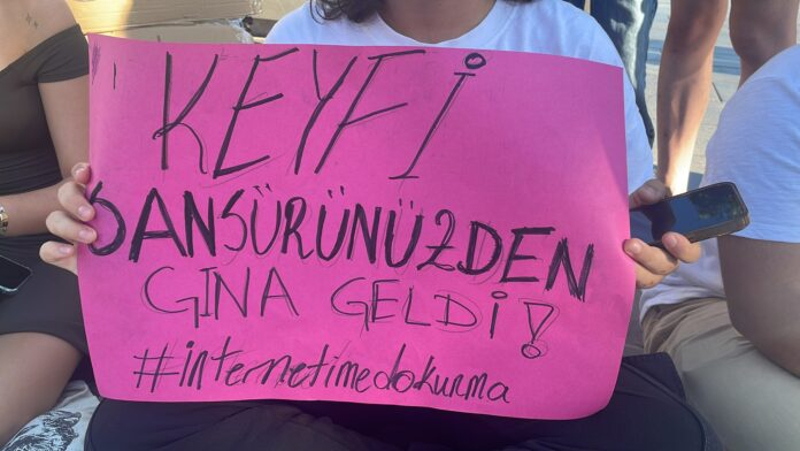 KEYFİ
SANSÜRÜNÜZDEN
GINA GELDİ!
#internetimedokunma